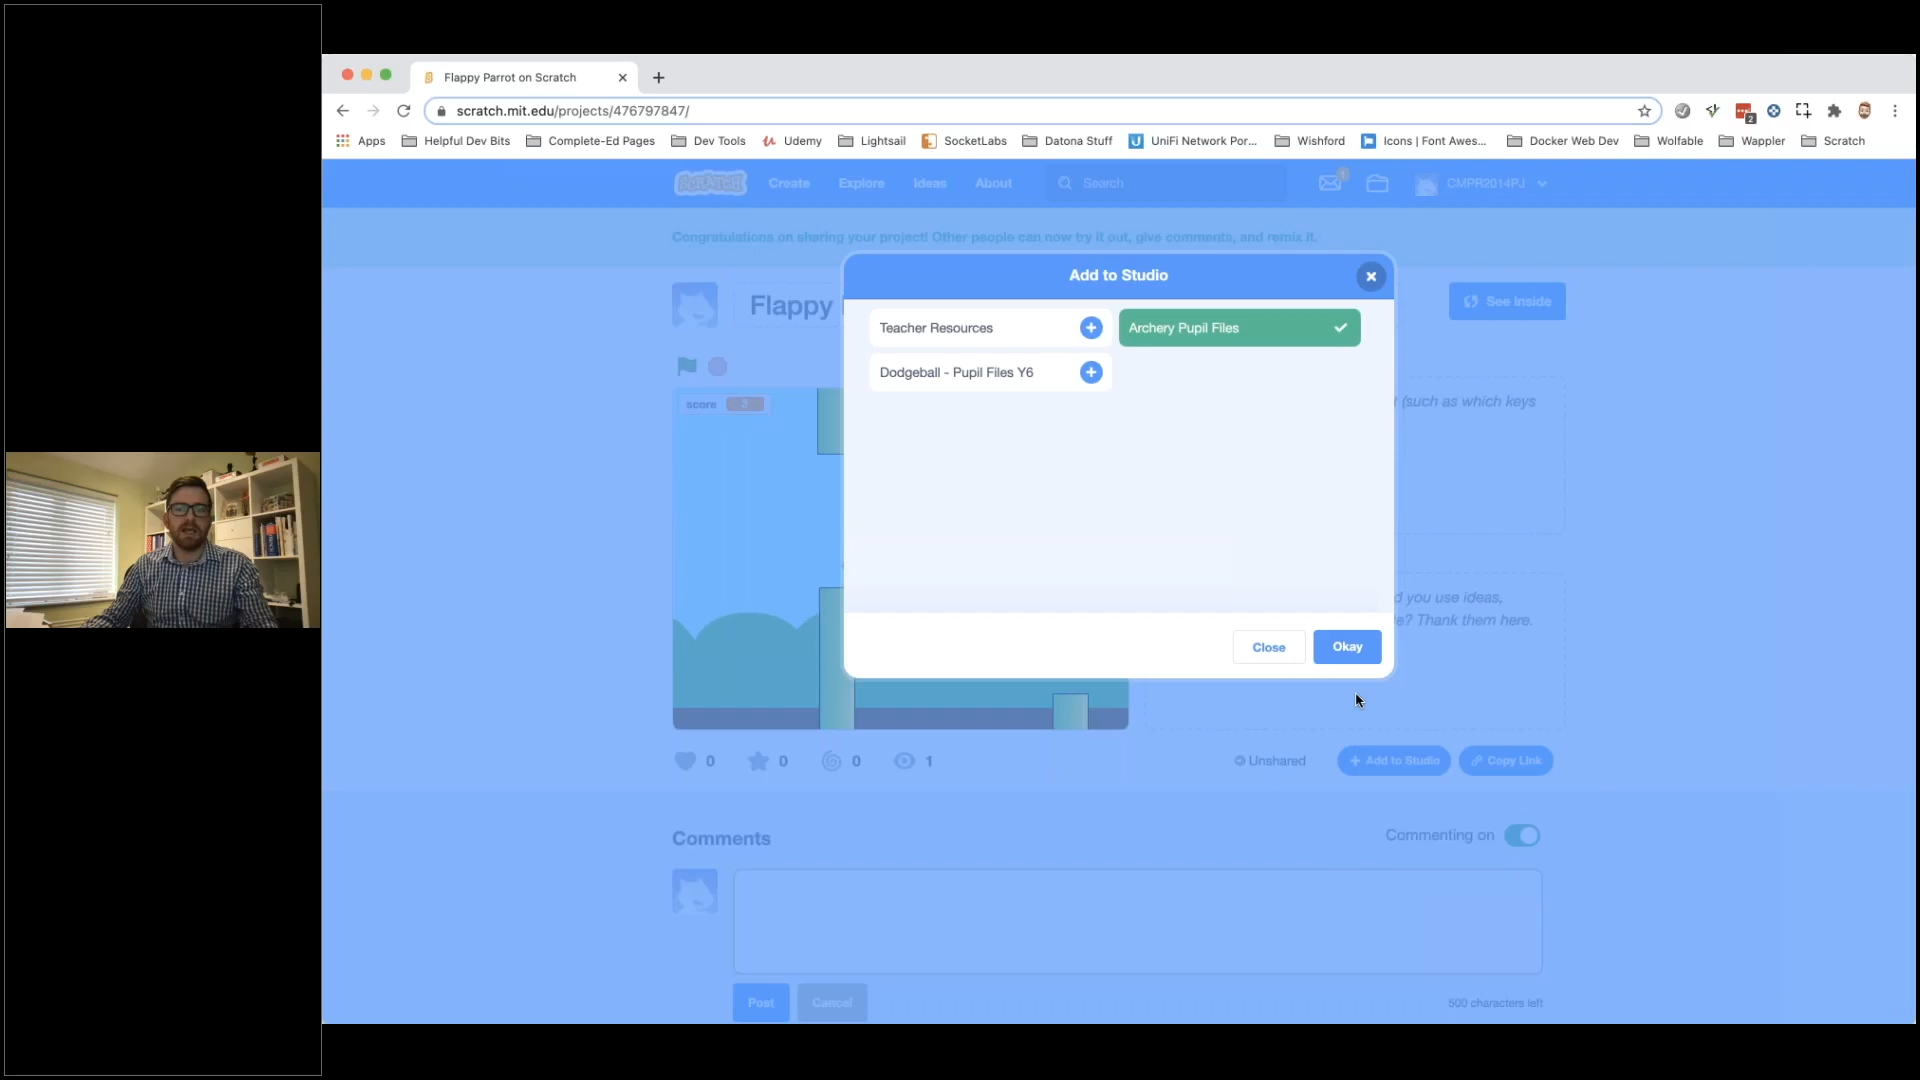 Flappy Parrot on Scratch
scratch.mit.edu/projects/476797847/
2
Apps Helpful Dev Bits Complete-Ed Pages Dev Tools Udemy Lightsail SocketLabs Datona Stuff UniFi Network Por... Wishford Icons | Font Awes... Docker Web Dev Wolfable Wappler Scratch
SCRATCH Create Explore Ideas About Search 1 CMPR2014PJ
Congratulations on sharing your project! Other people can now try it out, give comments, and remix it.
Add to Studio
Flappy
See inside
Teacher Resources
Archery Pupil Files
Dodgeball - Pupil Files Y6
score 3
(such as which keys
d you use ideas,
e? Thank them here.
Close Okay
0 0 0 1 Unshared Add to Studio Copy Link
Comments Commenting on
Post Cancel 500 characters left